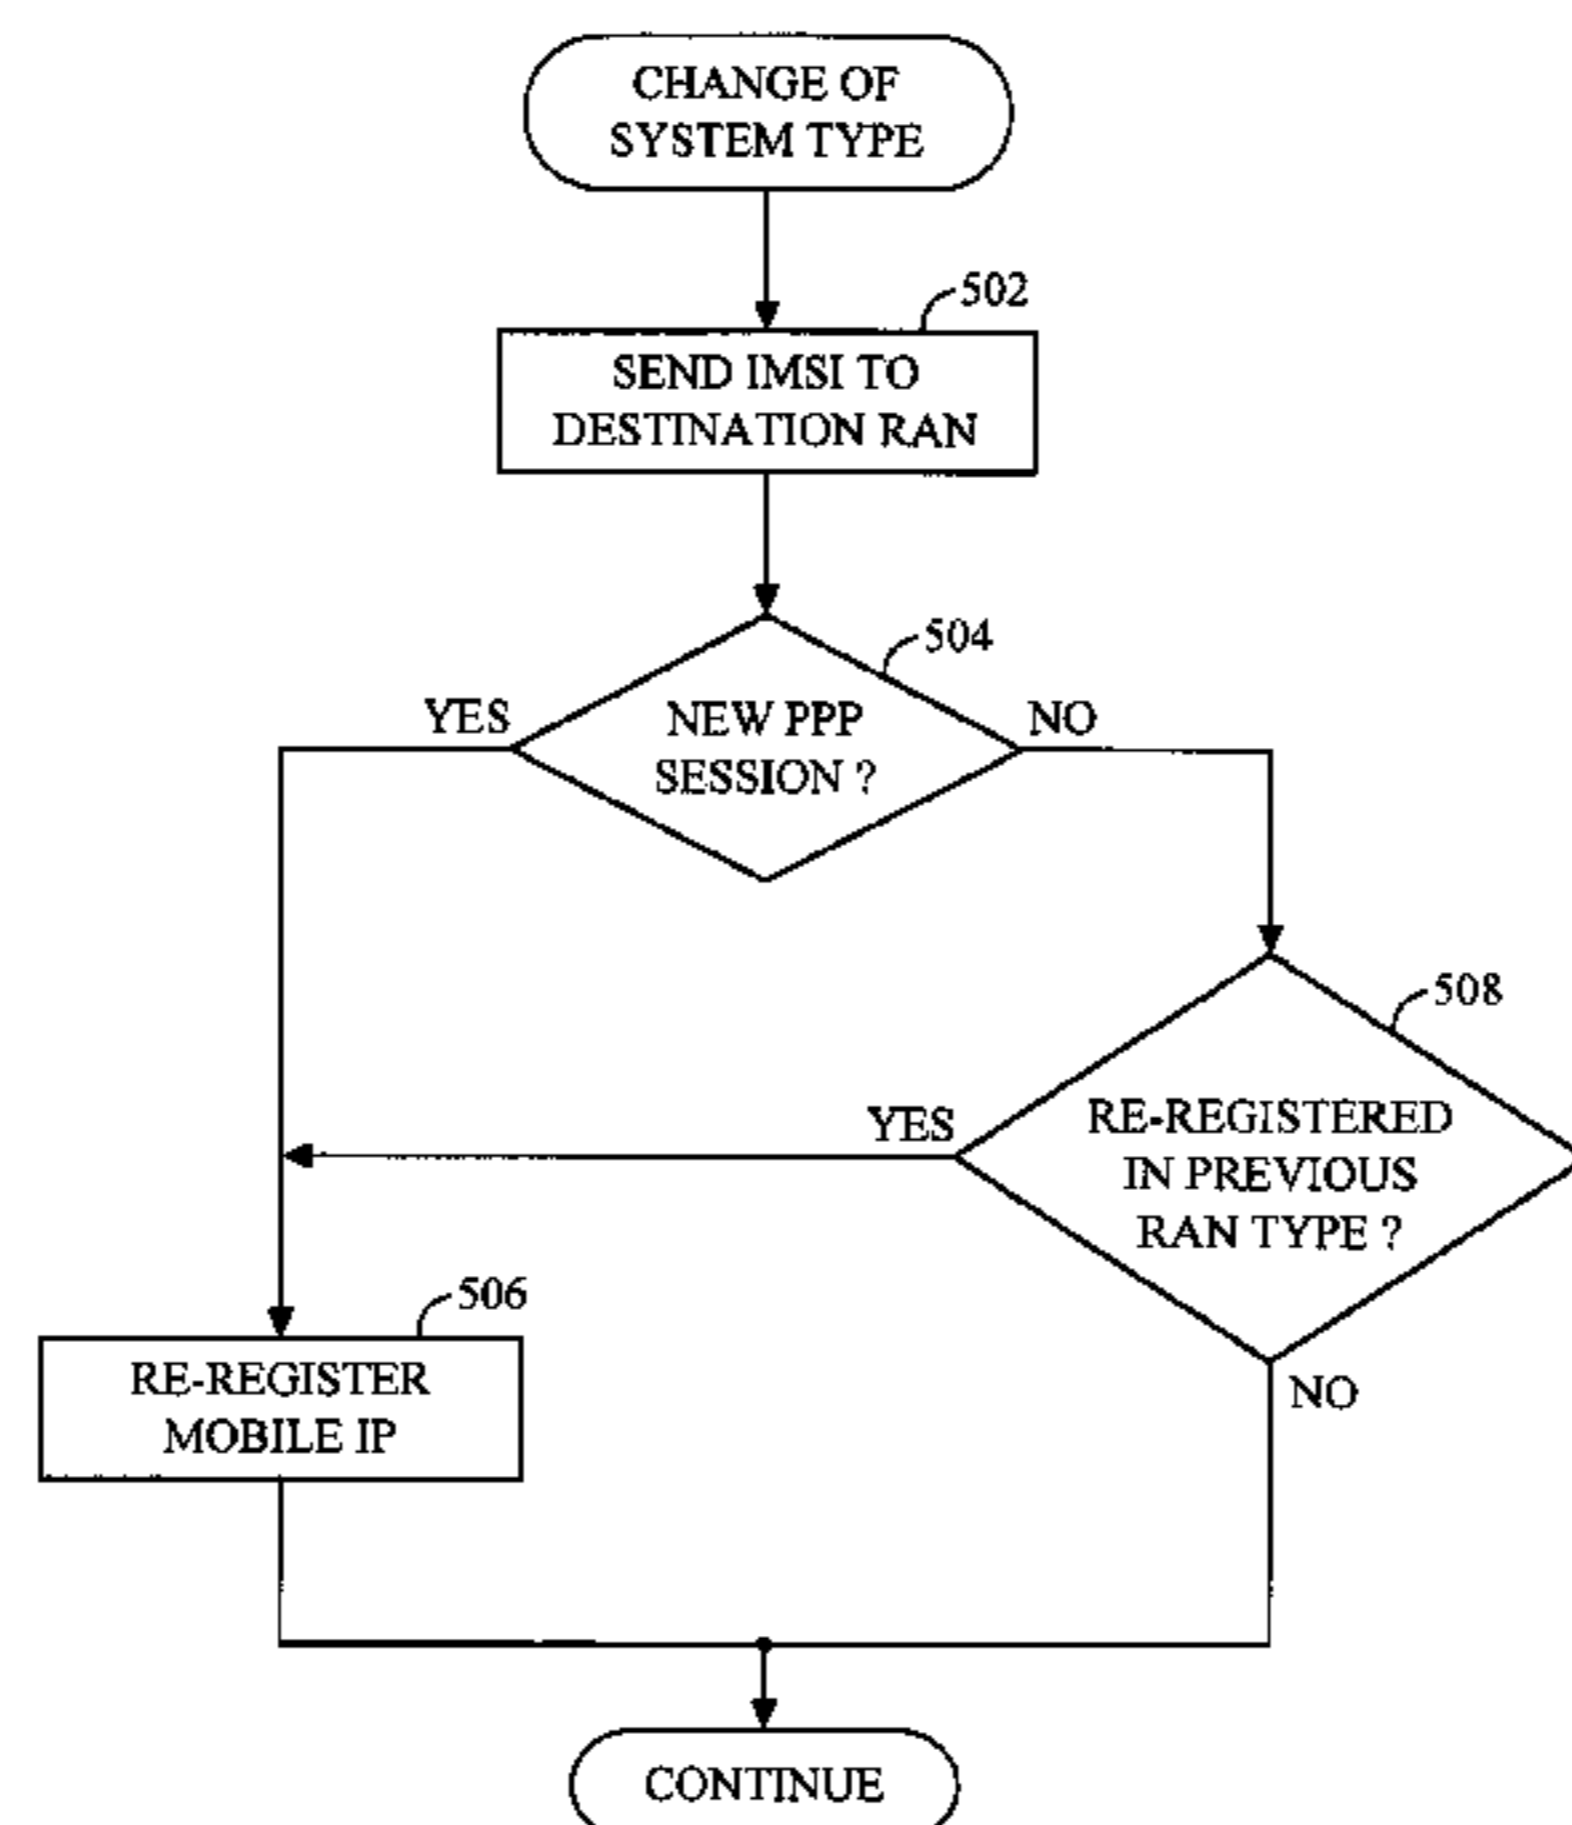 CHANGE OF
SYSTEM TYPE
502
SEND IMSI TO
DESTINATION RAN
504
YES
NEW PPP
SESSION ?
NO
508
YES
RE-REGISTERED
IN PREVIOUS
RAN TYPE ?
506
RE-REGISTER
MOBILE IP
NO
CONTINUE